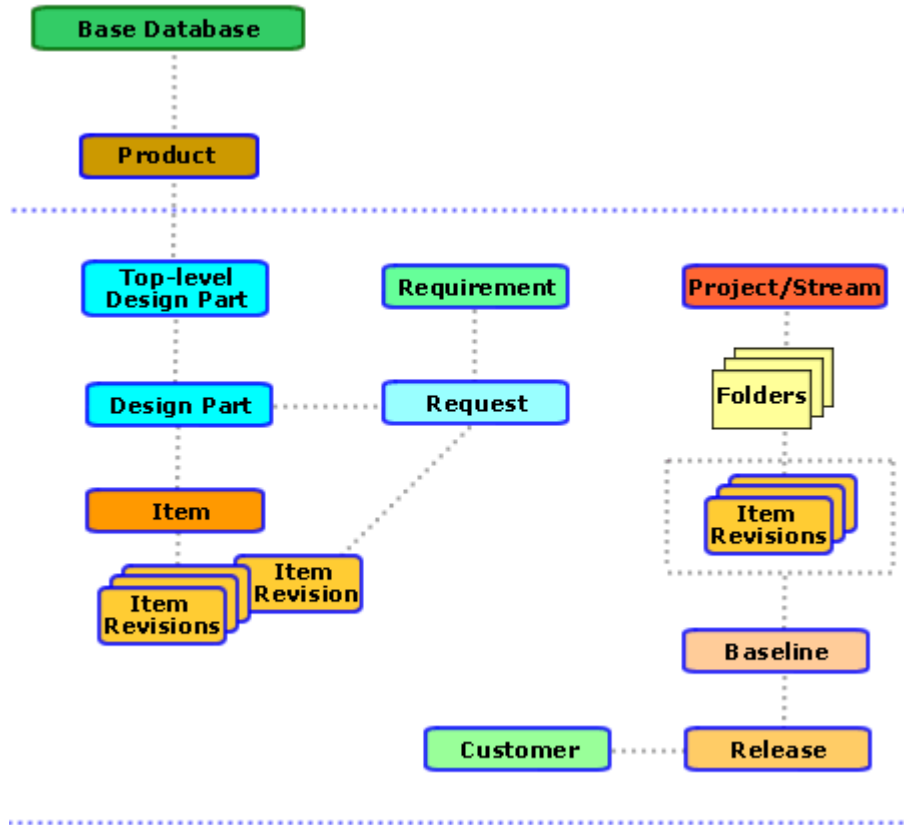 Base Database
Product
Top-level
Design Part
Requirement
Project/Stream
Design Part
Request
Folders
Item
Item
Revisions
Item
Revision
Item
Revisions
Baseline
Customer
Release